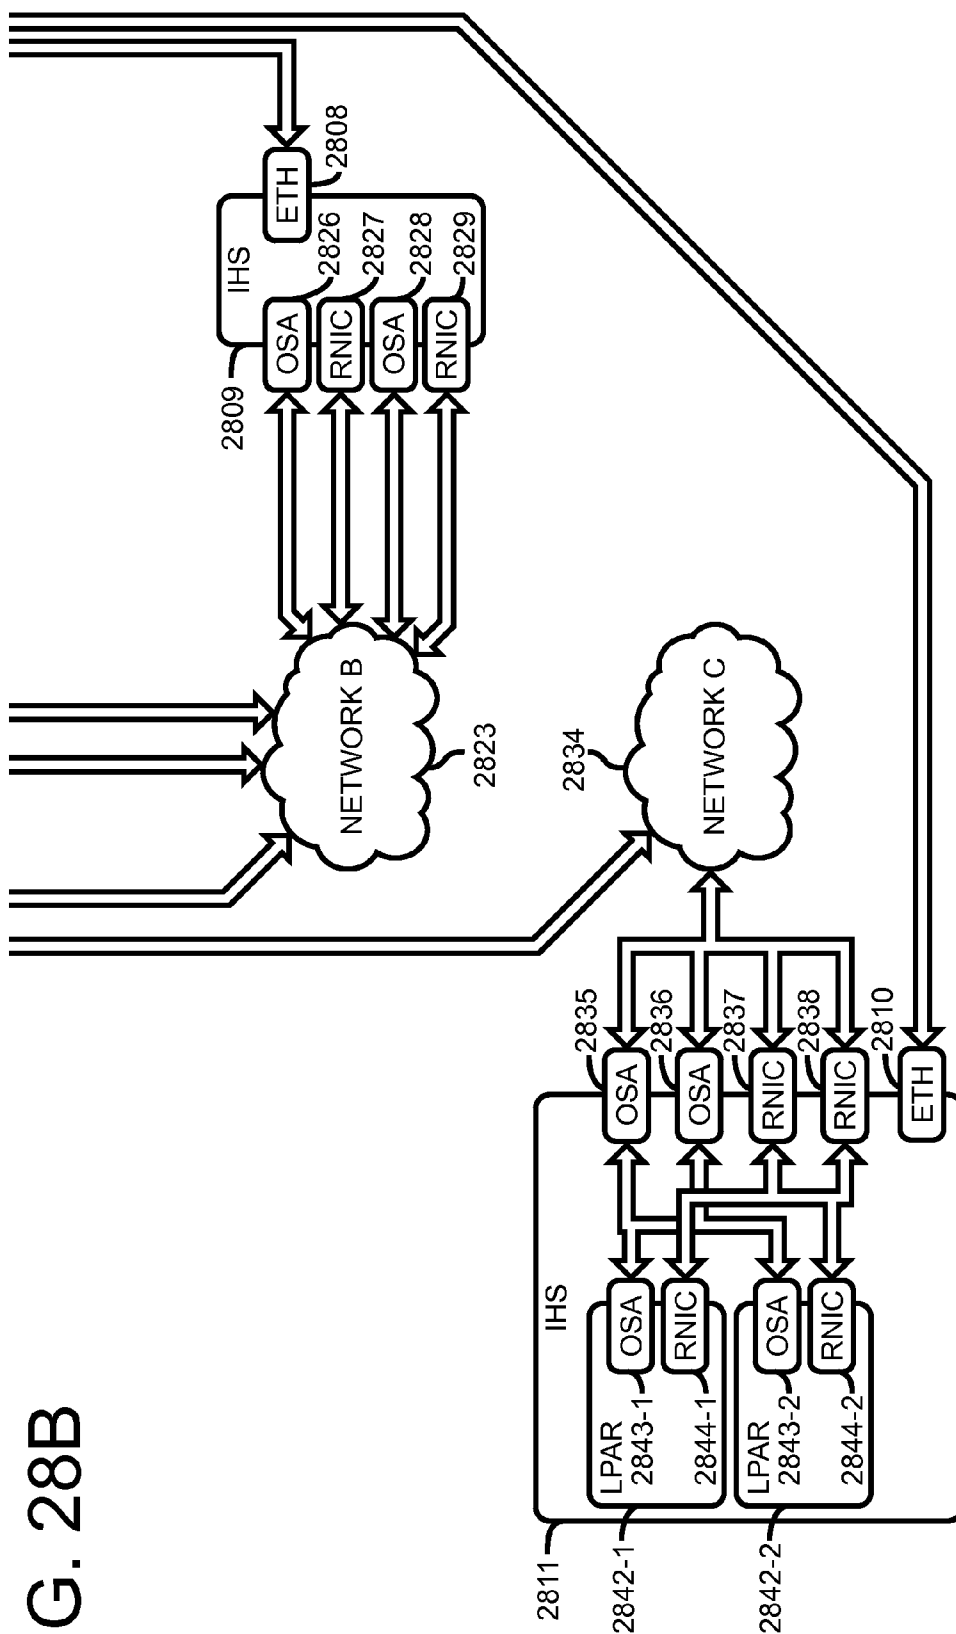 G. 28B
2811
IHS
2842-1
LPAR
OSA
2843-1
RNIC
2844-1
2842-2
LPAR
OSA
2843-2
RNIC
2844-2
OSA
2835
OSA
2836
RNIC
2837
RNIC
2838
ETH
2810
NETWORK B
2823
NETWORK C
2834
2809
IHS
OSA
2826
RNIC
2827
OSA
2828
RNIC
2829
ETH
2808